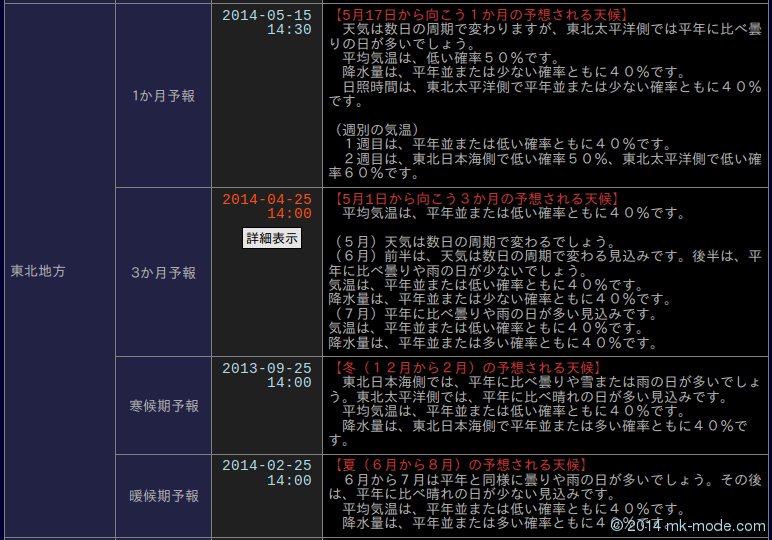 東北地方
1か月予報
2014-05-15
14:30
【5月17日から向こう１か月の予想される天候】
天気は数日の周期で変わりますが、東北太平洋側では平年に比べ曇
りの日が多いでしょう。
平均気温は、低い確率５０％です。
降水量は、平年並または少ない確率ともに４０％です。
日照時間は、東北太平洋側で平年並または少ない確率ともに４０％
です。
（週別の気温）
１週目は、平年並または低い確率ともに４０％です。
２週目は、東北日本海側で低い確率５０％、東北太平洋側で低い確
率６０％です。
3か月予報
2014-04-25
14:00
詳細表示
【5月1日から向こう３か月の予想される天候】
平均気温は、平年並または低い確率ともに４０％です。
（５月）天気は数日の周期で変わるでしょう。
（６月）前半は、天気は数日の周期で変わる見込みです。後半は、平
年に比べ曇りや雨の日が少ないでしょう。
気温は、平年並または低い確率ともに４０％です。
降水量は、平年並または少ない確率ともに４０％です。
（７月）平年に比べ曇りや雨の日が多い見込みです。
気温は、平年並または低い確率ともに４０％です。
降水量は、平年並または多い確率ともに４０％です。
寒候期予報
2013-09-25
14:00
【冬（１２月から２月）の予想される天候】
東北日本海側では、平年に比べ曇りや雪または雨の日が多いでしょ
う。東北太平洋側では、平年に比べ晴れの日が多い見込みです。
平均気温は、平年並または低い確率ともに４０％です。
降水量は、東北日本海側で平年並または多い確率ともに４０％で
す。
暖候期予報
2014-02-25
14:00
【夏（６月から８月）の予想される天候】
６月から７月は平年と同様に曇りや雨の日が多いでしょう。その後
は、平年に比べ晴れの日が少ない見込みです。
平均気温は、平年並または低い確率ともに４０％です。
降水量は、平年並または多い確率ともに４０％です。
© 2014 mk-mode.com